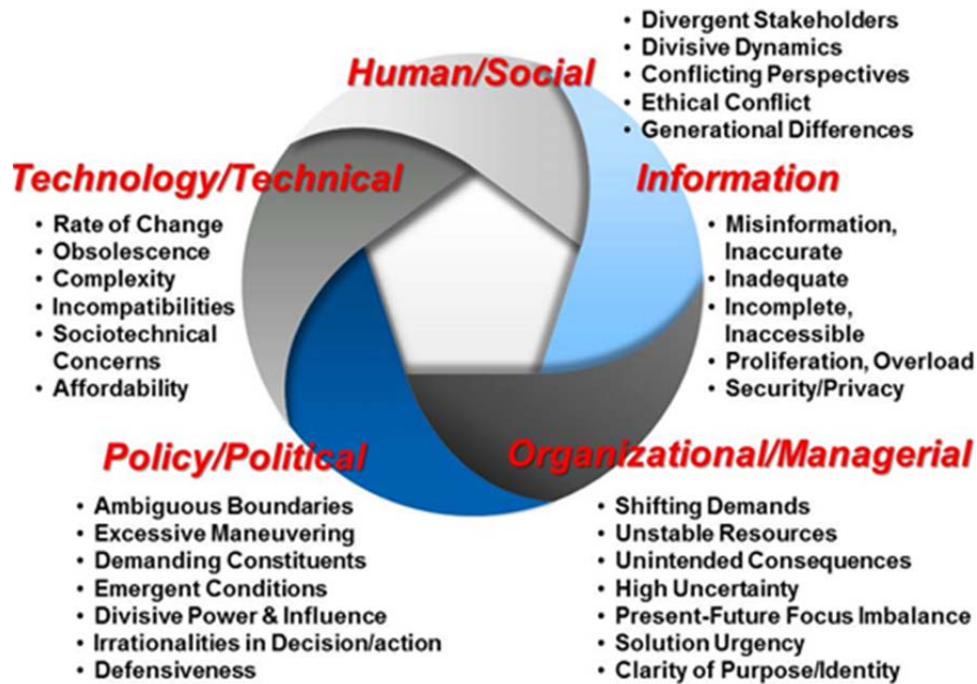 Human/Social
• Divergent Stakeholders
• Divisive Dynamics
• Conflicting Perspectives
• Ethical Conflict
• Generational Differences
Technology/Technical
• Rate of Change
• Obsolescence
• Complexity
• Incompatibilities
• Sociotechnical
Concerns
• Affordability
Information
• Misinformation,
Inaccurate
• Inadequate
• Incomplete,
Inaccessible
• Proliferation, Overload
• Security/Privacy
Policy/Political
• Ambiguous Boundaries
• Excessive Maneuvering
• Demanding Constituents
• Emergent Conditions
• Divisive Power & Influence
• Irrationalities in Decision/action
• Defensiveness
Organizational/Managerial
• Shifting Demands
• Unstable Resources
• Unintended Consequences
• High Uncertainty
• Present-Future Focus Imbalance
• Solution Urgency
• Clarity of Purpose/Identity